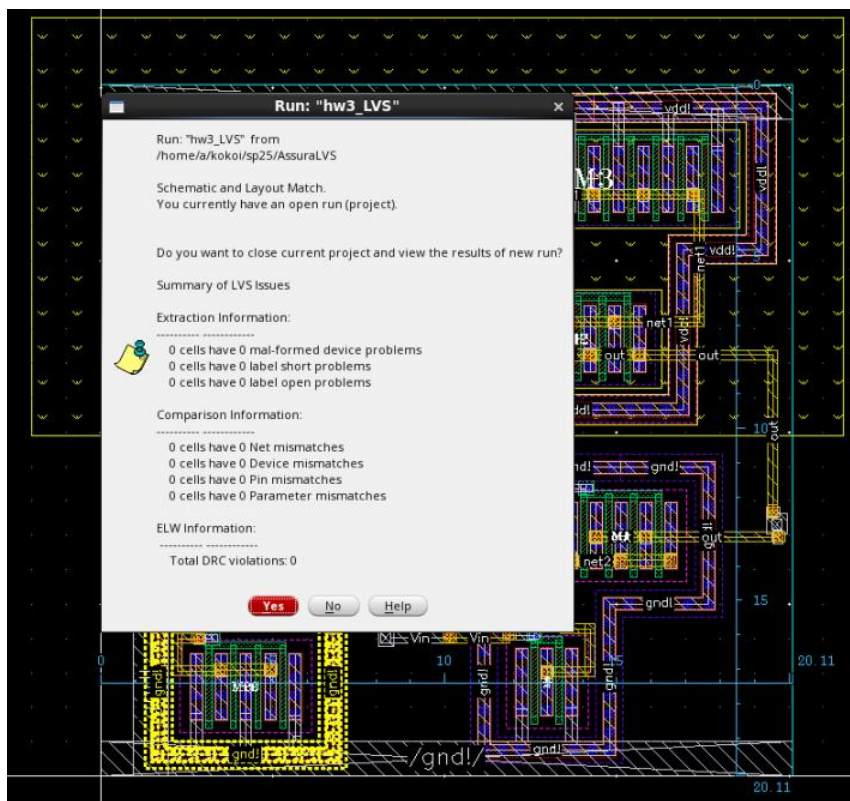 Run: "hw3_LVS"
Run: "hw3_LVS" from
/home/a/kokoi/sp25/AssuraLVS
Schematic and Layout Match.
You currently have an open run (project).
Do you want to close current project and view the results of new run?
Summary of LVS Issues
Extraction Information:
---------- ------------
0 cells have 0 mal-formed device problems
0 cells have 0 label short problems
0 cells have 0 label open problems
Comparison Information:
---------- ------------
0 cells have 0 Net mismatches
0 cells have 0 Device mismatches
0 cells have 0 Pin mismatches
0 cells have 0 Parameter mismatches
ELW Information:
---------- ------------
Total DRC violations: 0
Yes No Help
0
vdd!
M3
vdd!
vdd!
net1
net1
vdd!
out
out
dd!
10
out
nd!
gnd!
gnd!
out
net2
gnd!
15
Vin
Vin
0
10
20.11
gnd!
gnd!
gnd!
gnd!
gnd!
gnd!
/gnd!/
20.11